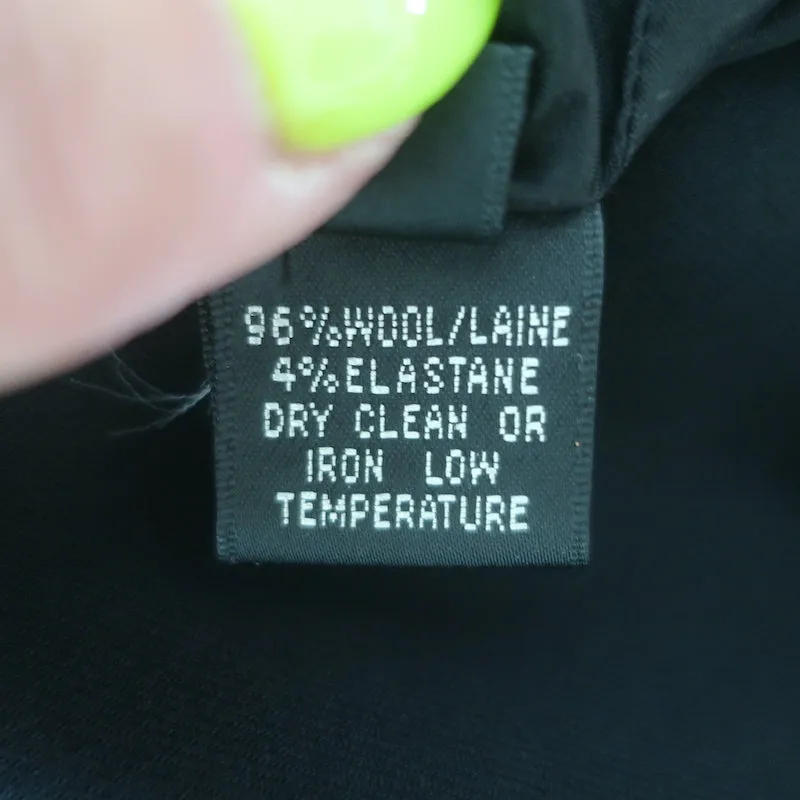 96%WOOL/LAINE
4%ELASTANE
DRY CLEAN OR
IRON LOW
TEMPERATURE